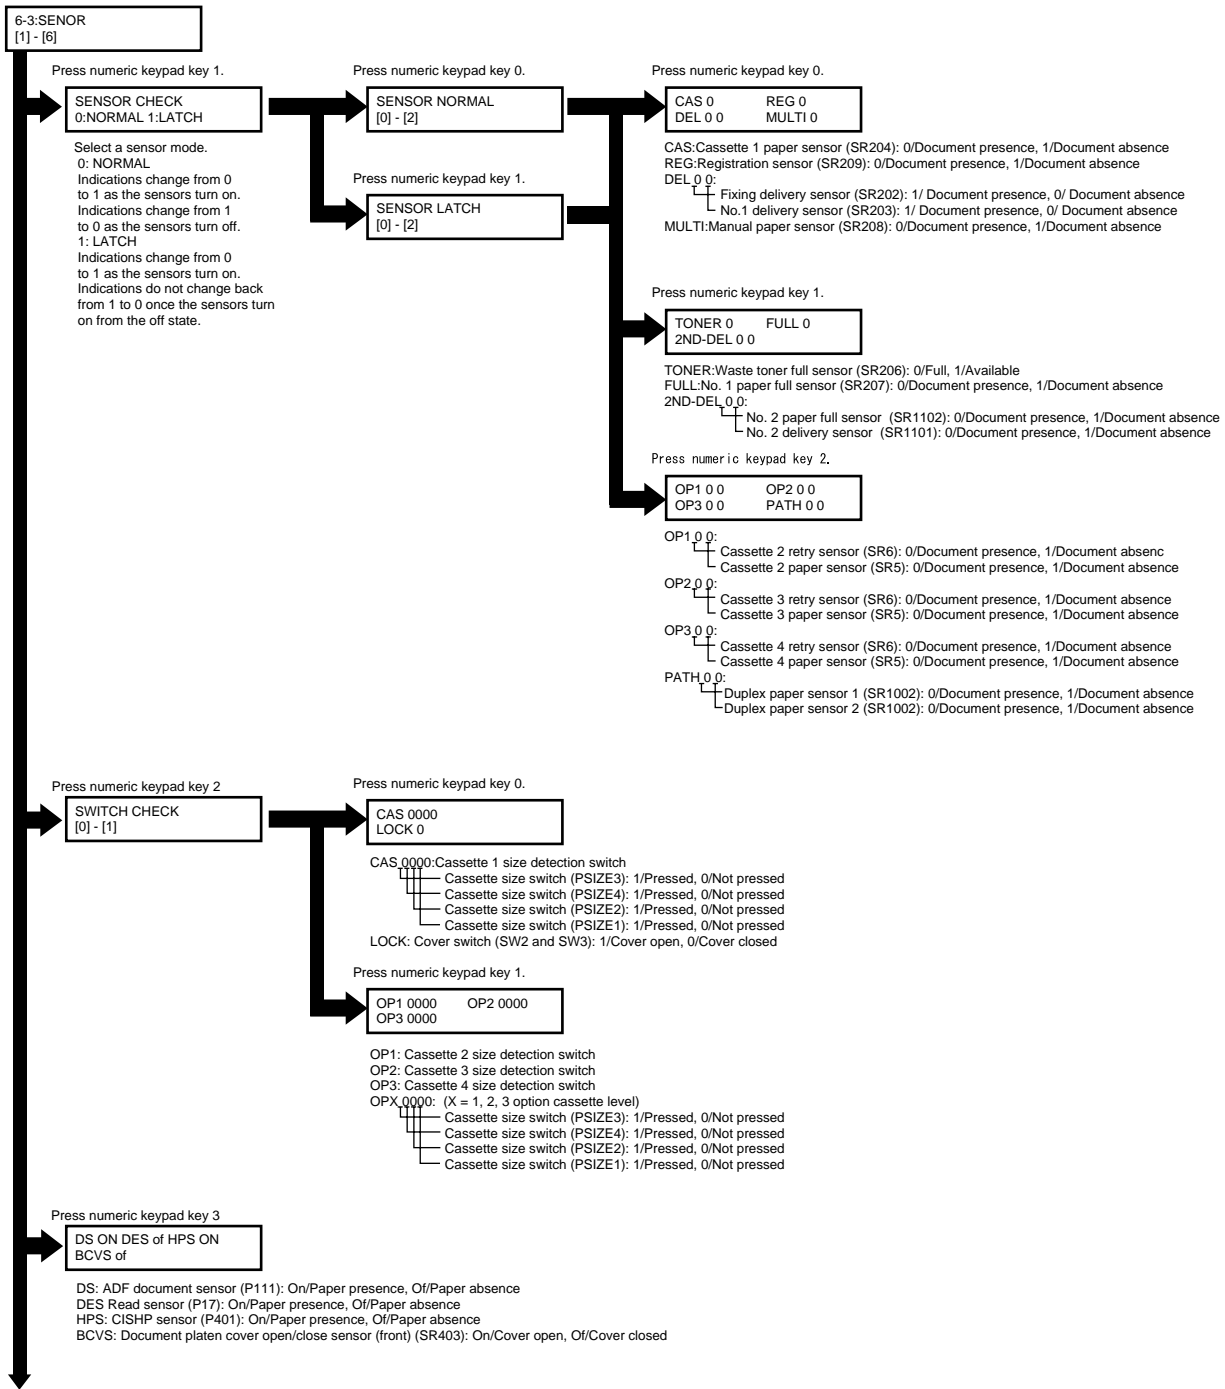 6-3:SENOR
[1] - [6]
Press numeric keypad key 1.
SENSOR CHECK
0:NORMAL 1:LATCH
Select a sensor mode.
0: NORMAL
Indications change from 0
to 1 as the sensors turn on.
Indications change from 1
to 0 as the sensors turn off.
1: LATCH
Indications change from 0
to 1 as the sensors turn on.
Indications do not change back
from 1 to 0 once the sensors turn
on from the off state.
Press numeric keypad key 0.
SENSOR NORMAL
[0] - [2]
Press numeric keypad key 1.
SENSOR LATCH
[0] - [2]
Press numeric keypad key 0.
CAS 0 REG 0
DEL 0 0 MULTI 0
CAS:Cassette 1 paper sensor (SR204): 0/Document presence, 1/Document absence
REG:Registration sensor (SR209): 0/Document presence, 1/Document absence
DEL 0 0:
Fixing delivery sensor (SR202): 1/ Document presence, 0/ Document absence
No.1 delivery sensor (SR203): 1/ Document presence, 0/ Document absence
MULTI:Manual paper sensor (SR208): 0/Document presence, 1/Document absence
Press numeric keypad key 1.
TONER 0 FULL 0
2ND-DEL 0 0
TONER:Waste toner full sensor (SR206): 0/Full, 1/Available
FULL:No. 1 paper full sensor (SR207): 0/Document presence, 1/Document absence
2ND-DEL 0 0:
No. 2 paper full sensor (SR1102): 0/Document presence, 1/Document absence
No. 2 delivery sensor (SR1101): 0/Document presence, 1/Document absence
Press numeric keypad key 2.
OP1 0 0 OP2 0 0
OP3 0 0 PATH 0 0
OP1 0 0:
Cassette 2 retry sensor (SR6): 0/Document presence, 1/Document absenc
Cassette 2 paper sensor (SR5): 0/Document presence, 1/Document absence
OP2 0 0:
Cassette 3 retry sensor (SR6): 0/Document presence, 1/Document absence
Cassette 3 paper sensor (SR5): 0/Document presence, 1/Document absence
OP3 0 0:
Cassette 4 retry sensor (SR6): 0/Document presence, 1/Document absence
Cassette 4 paper sensor (SR5): 0/Document presence, 1/Document absence
PATH 0 0:
Duplex paper sensor 1 (SR1002): 0/Document presence, 1/Document absence
Duplex paper sensor 2 (SR1002): 0/Document presence, 1/Document absence
Press numeric keypad key 2
SWITCH CHECK
[0] - [1]
Press numeric keypad key 0.
CAS 0000
LOCK 0
CAS 0000:Cassette 1 size detection switch
Cassette size switch (PSIZE3): 1/Pressed, 0/Not pressed
Cassette size switch (PSIZE4): 1/Pressed, 0/Not pressed
Cassette size switch (PSIZE2): 1/Pressed, 0/Not pressed
Cassette size switch (PSIZE1): 1/Pressed, 0/Not pressed
LOCK: Cover switch (SW2 and SW3): 1/Cover open, 0/Cover closed
Press numeric keypad key 1.
OP1 0000 OP2 0000
OP3 0000
OP1: Cassette 2 size detection switch
OP2: Cassette 3 size detection switch
OP3: Cassette 4 size detection switch
OPX 0000: (X = 1, 2, 3 option cassette level)
Cassette size switch (PSIZE3): 1/Pressed, 0/Not pressed
Cassette size switch (PSIZE4): 1/Pressed, 0/Not pressed
Cassette size switch (PSIZE2): 1/Pressed, 0/Not pressed
Cassette size switch (PSIZE1): 1/Pressed, 0/Not pressed
Press numeric keypad key 3
DS ON DES of HPS ON
BCVS of
DS: ADF document sensor (P111): On/Paper presence, Of/Paper absence
DES Read sensor (P17): On/Paper presence, Of/Paper absence
HPS: CISHP sensor (P401): On/Paper presence, Of/Paper absence
BCVS: Document platen cover open/close sensor (front) (SR403): On/Cover open, Of/Cover closed